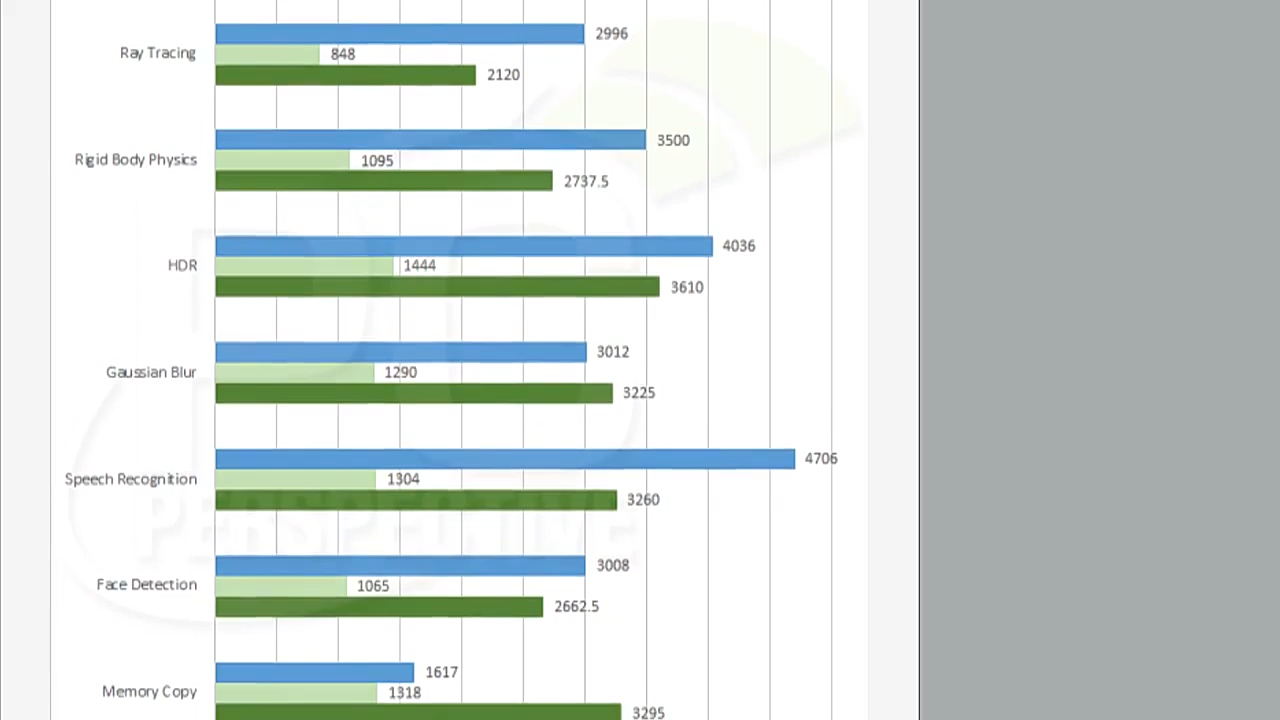 2996
Ray Tracing 848
2120
3500
Rigid Body Physics 1095
2737.5
4036
HDR 1444
3610
3012
Gaussian Blur 1290
3225
4706
Speech Recognition 1304
3260
PERSPECTIVE
3008
Face Detection 1065
2662.5
1617
Memory Copy 1318
3295